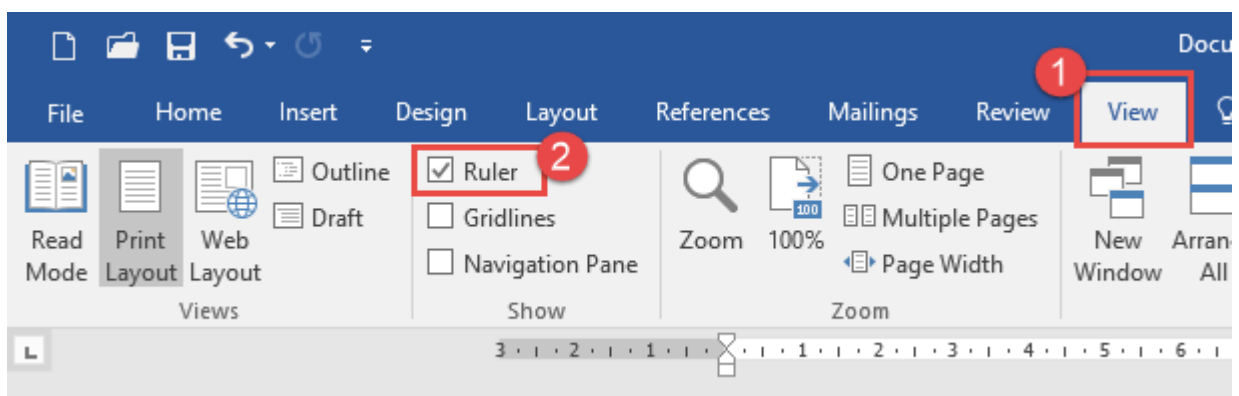 Docu
1
File Home Insert Design Layout References Mailings Review View
Ruler 2
Gridlines
Navigation Pane
Outline
Draft
Read Mode
Print Layout
Web Layout
Zoom
100
100%
One Page
Multiple Pages
Page Width
New Window
Arran
All
Views Show Zoom
L 3 2 1 1 2 3 4 5 6